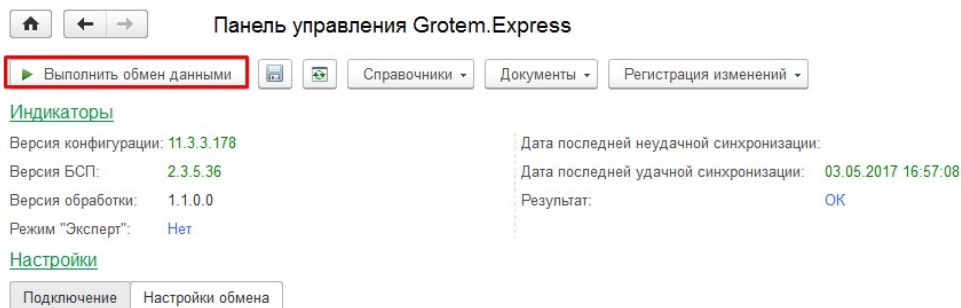 Панель управления Grotem.Express
Выполнить обмен данными Справочники Документы Регистрация изменений
Индикаторы
Версия конфигурации: 11.3.3.178 Дата последней неудачной синхронизации:
Версия БСП: 2.3.5.36 Дата последней удачной синхронизации: 03.05.2017 16:57:08
Версия обработки: 1.1.0.0 Результат: ОК
Режим "Эксперт": Нет
Настройки
Подключение Настройки обмена